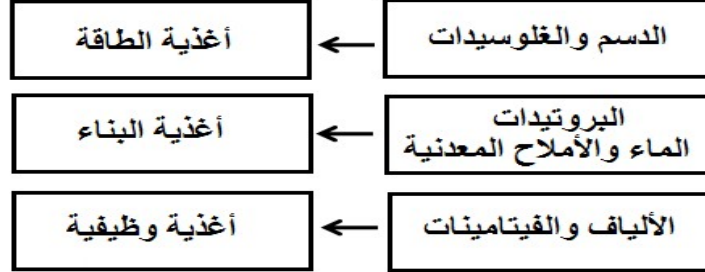 الدسم والغلوسيدات
أغذية الطاقة
البروتيدات
الماء والأملاح المعدنية
أغذية البناء
الألياف والفيتامينات
أغذية وظيفية